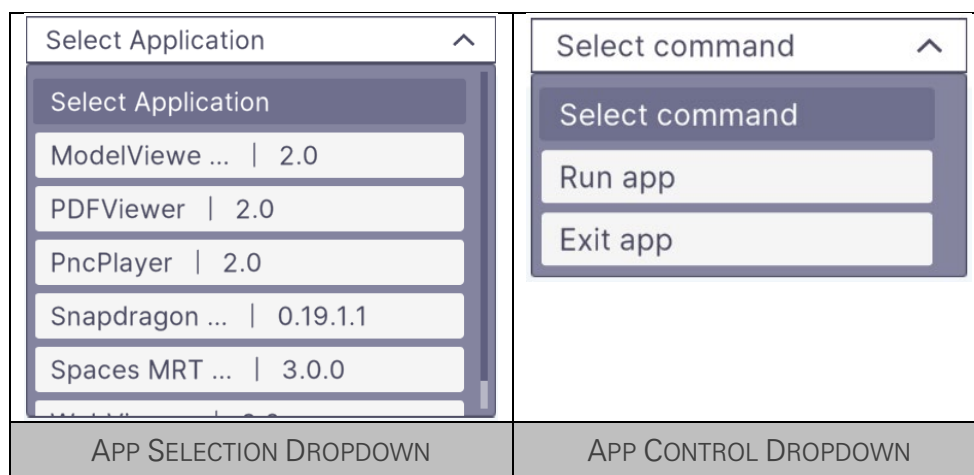 Select Application
Select Application
ModelViewe ... | 2.0
PDFViewer | 2.0
PncPlayer | 2.0
Snapdragon ... | 0.19.1.1
Spaces MRT ... | 3.0.0
APP SELECTION DROPDOWN
Select command
Select command
Run app
Exit app
APP CONTROL DROPDOWN